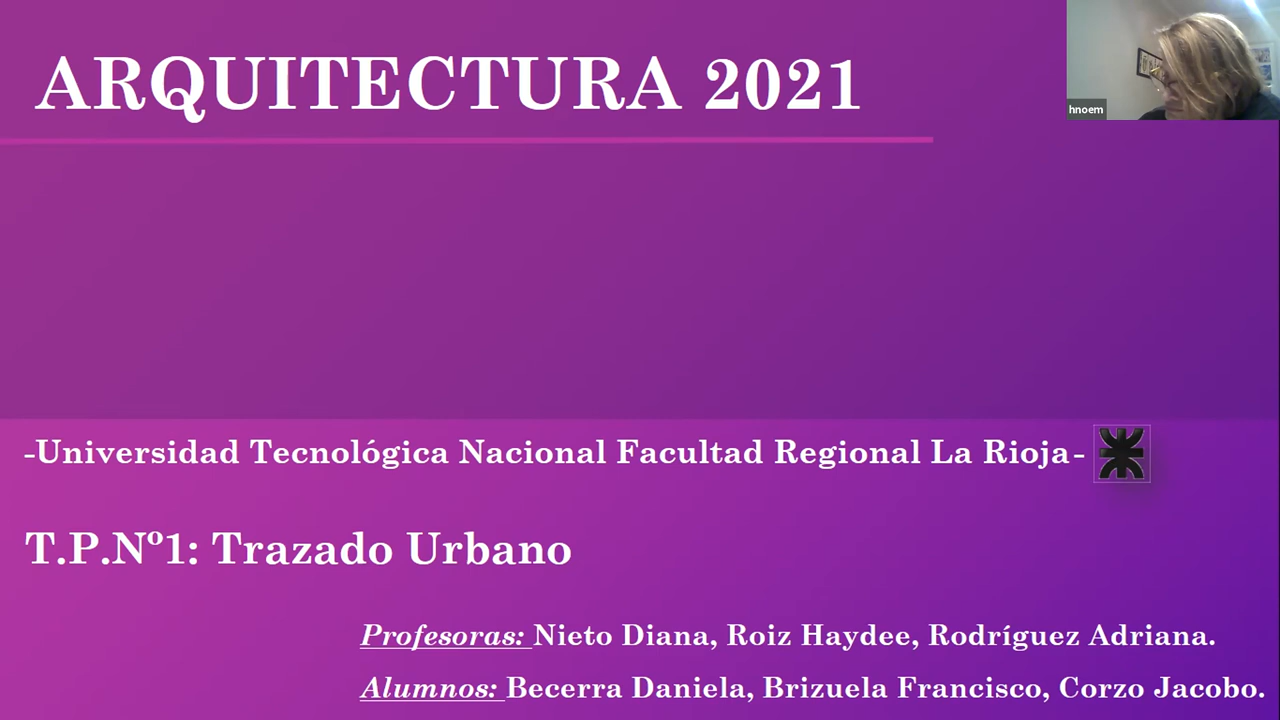 ARQUITECTURA 2021
hnoem
-Universidad Tecnológica Nacional Facultad Regional La Rioja-
T.P.Nº1: Trazado Urbano
Profesoras: Nieto Diana, Roiz Haydee, Rodríguez Adriana.
Alumnos: Becerra Daniela, Brizuela Francisco, Corzo Jacobo.